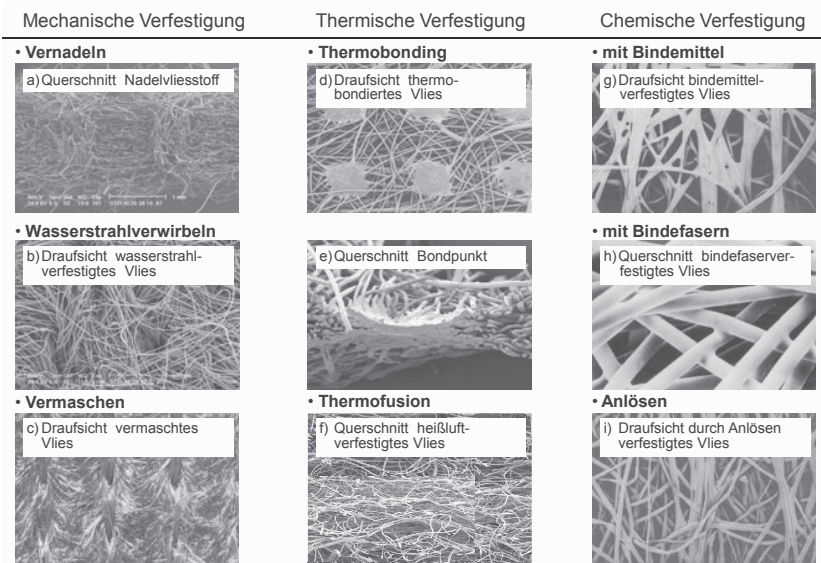 Mechanische Verfestigung
Thermische Verfestigung
Chemische Verfestigung
• Vernadeln
a) Querschnitt Nadelvliesstoff
• Wasserstrahlverwirbeln
b) Draufsicht wasserstrahl-
verfestigtes Vlies
• Vermaschen
c) Draufsicht vermaschtes
Vlies
• Thermobonding
d) Draufsicht thermo-
bondiertes Vlies
e) Querschnitt Bondpunkt
• Thermofusion
f) Querschnitt heißluft-
verfestigtes Vlies
• mit Bindemittel
g) Draufsicht bindemittel-
verfestigtes Vlies
• mit Bindefasern
h) Querschnitt bindefaserver-
festigtes Vlies
• Anlösen
i) Draufsicht durch Anlösen
verfestigtes Vlies
1 mm